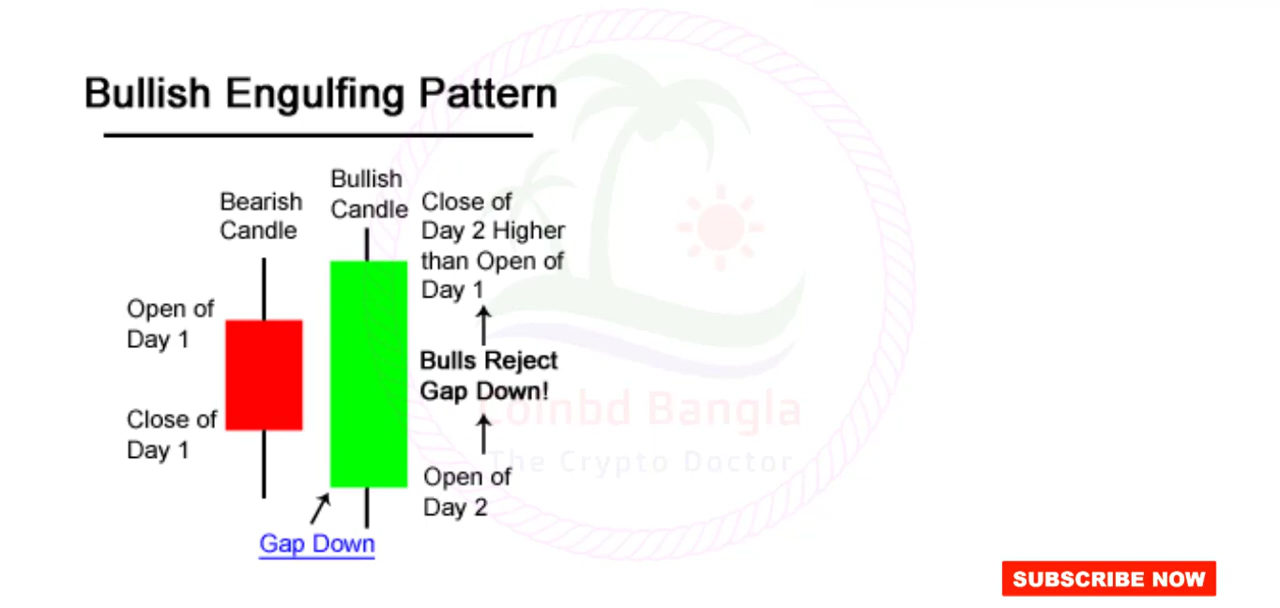 Bullish Engulfing Pattern
Bearish
Candle
Bullish
Candle
Close of
Day 2 Higher
than Open of
Day 1
Open of
Day 1
Bulls Reject
Gap Down!
Close of
Day 1
Coinbd Bangla
The Crypto Doctor
Open of
Day 2
Gap Down
SUBSCRIBE NOW